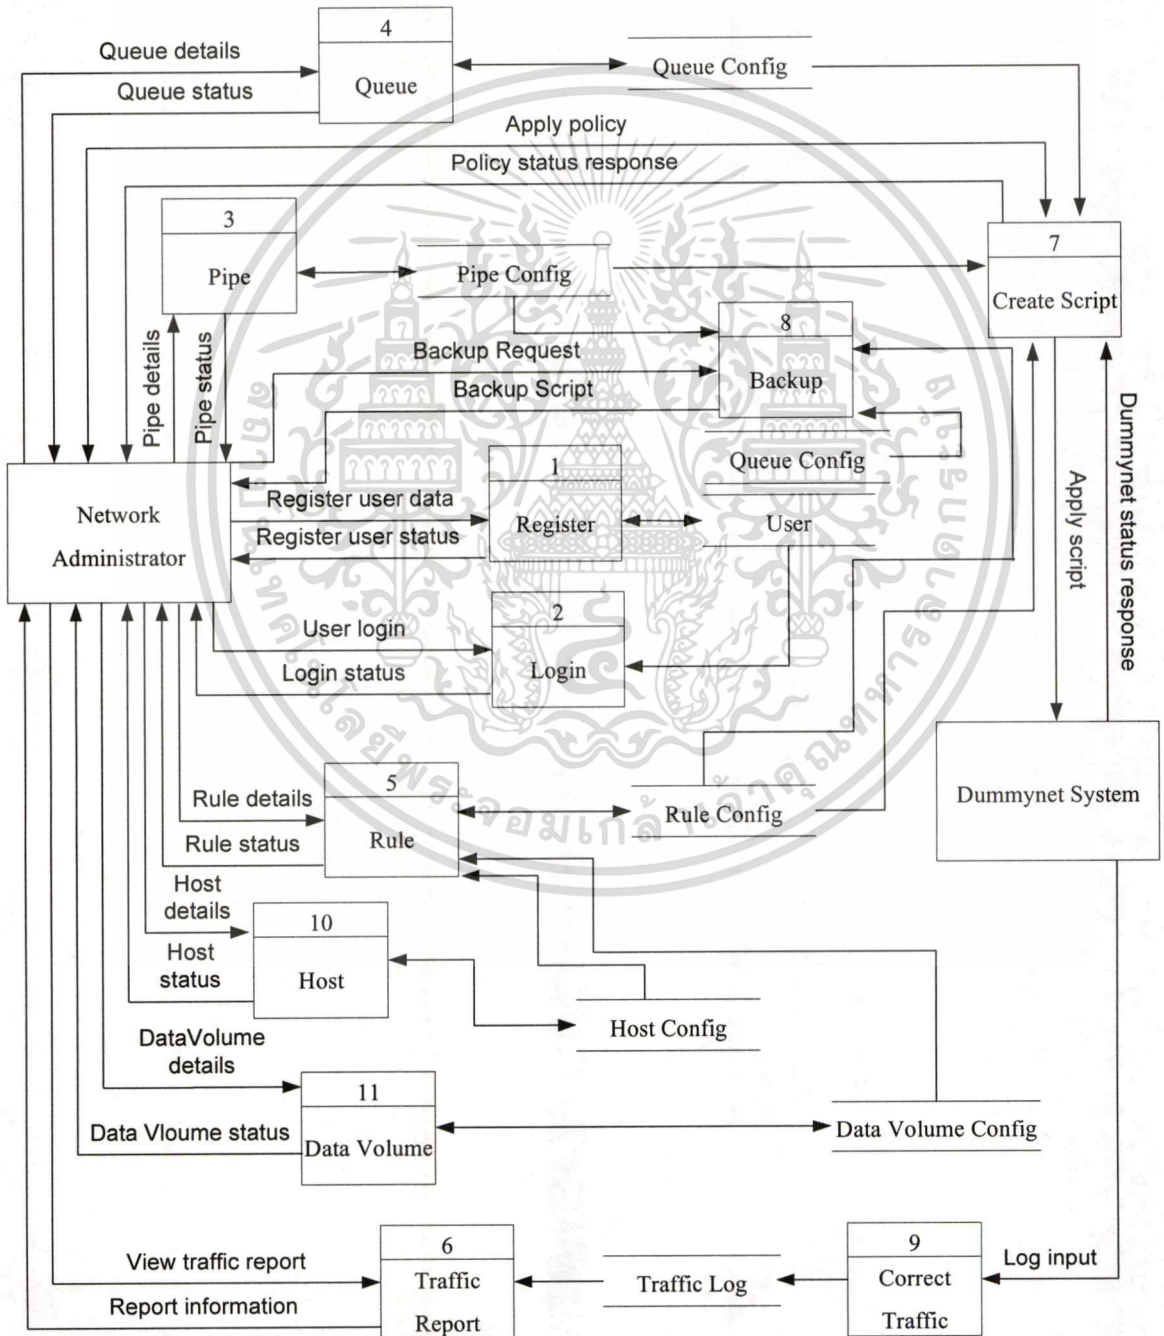 4
Queue details
Queue
Queue Config
Queue status
Apply policy
Policy status response
3
7
Pipe
Pipe Config
Create Script
8
Backup Request
Backup
Backup Script
Pipe details
Pipe status
Queue Config
1
Network
Administrator
Register user data
Register
User
Register user status
Apply script
Dummynet status response
2
User login
Login
Login status
5
Rule details
Rule
Rule Config
Rule status
Dummynet System
Host
details
10
Host
status
Host
Host Config
DataVolume
details
11
Data Vloume status
Data Volume
Data Volume Config
6
9
View traffic report
Traffic
Report
Traffic Log
Correct
Traffic
Log input
Report information